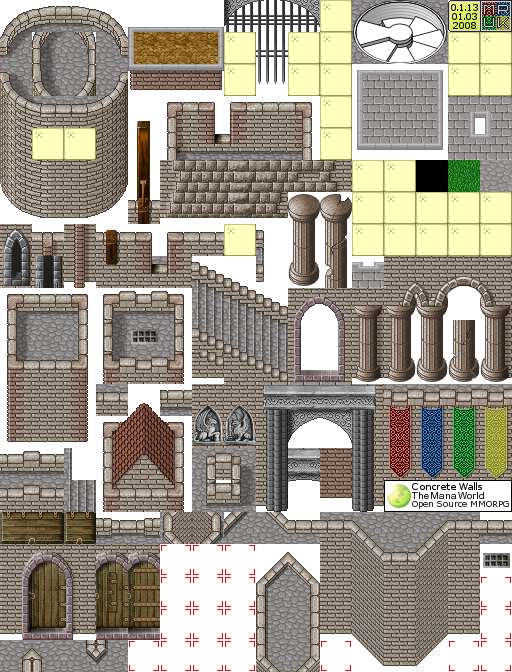 0.1.13
01.03
2008
Concrete Walls
The Mana World
Open Source MMORPG